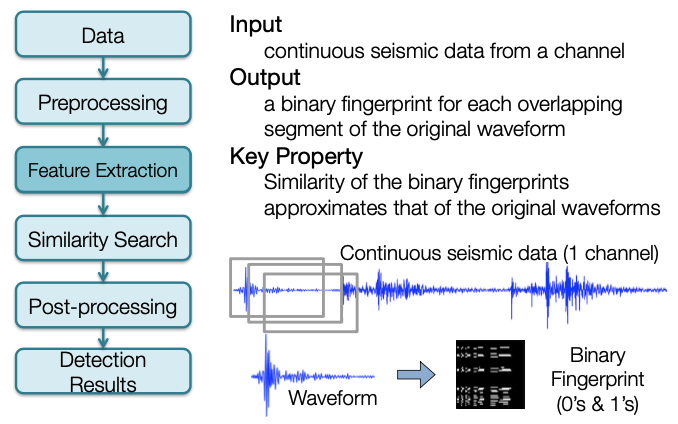 Data
Preprocessing
Feature Extraction
Similarity Search
Post-processing
Detection
Results
Input
continuous seismic data from a channel
Output
a binary fingerprint for each overlapping
segment of the original waveform
Key Property
Similarity of the binary fingerprints
approximates that of the original waveforms
Continuous seismic data (1 channel)
Waveform
Binary
Fingerprint
(0's & 1's)